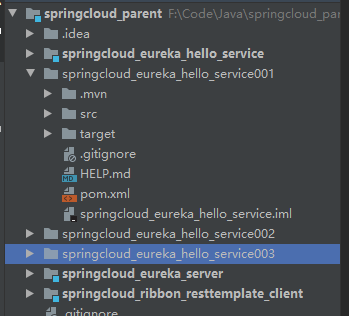 springcloud_parent F:\Code\Java\springcloud_par
.idea
springcloud_eureka_hello_service
springcloud_eureka_hello_service001
.mvn
src
target
.gitignore
HELP.md
pom.xml
springcloud_eureka_hello_service.iml
springcloud_eureka_hello_service002
springcloud_eureka_hello_service003
springcloud_eureka_server
springcloud_ribbon_resttemplate_client
.gitignore